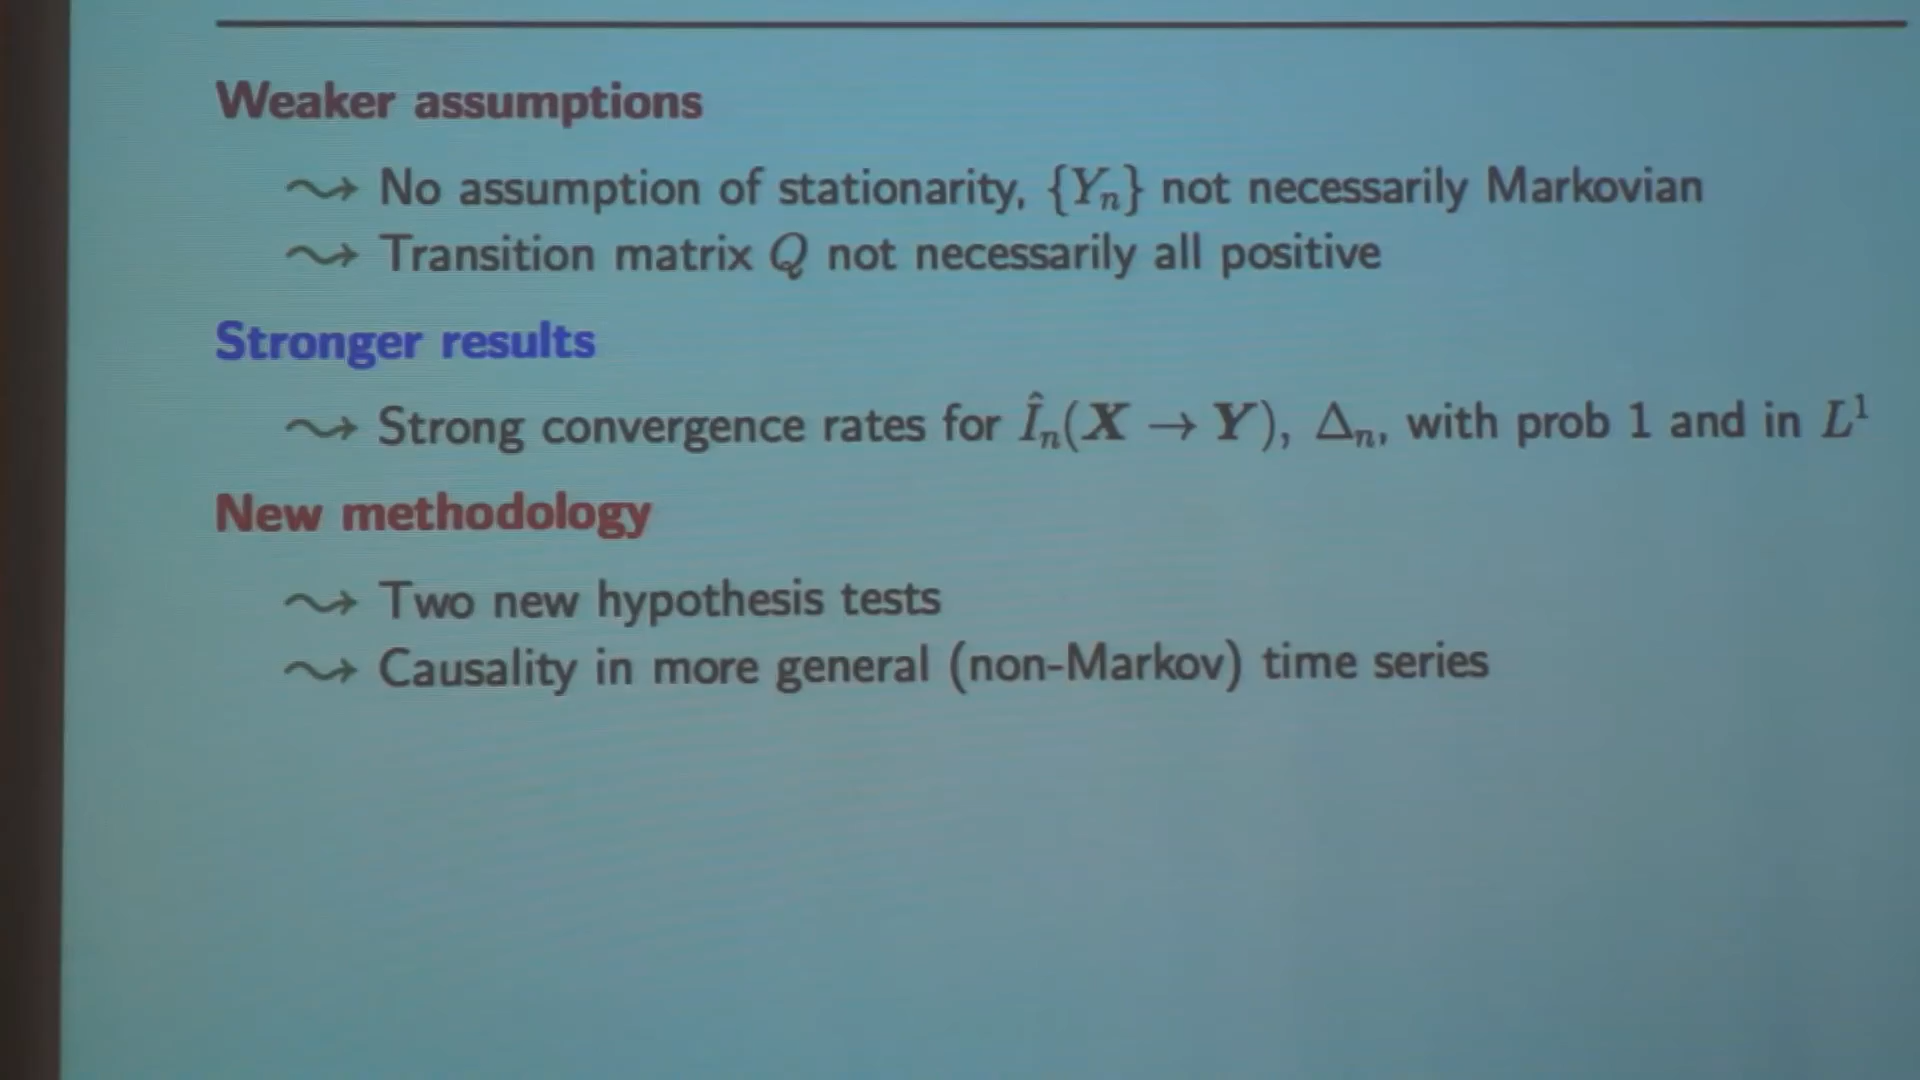 Weaker assumptions
⤳ No assumption of stationarity, {Yₙ} not necessarily Markovian
⤳ Transition matrix Q not necessarily all positive
Stronger results
⤳ Strong convergence rates for Îₙ(X → Y), Δₙ, with prob 1 and in L¹
New methodology
⤳ Two new hypothesis tests
⤳ Causality in more general (non-Markov) time series